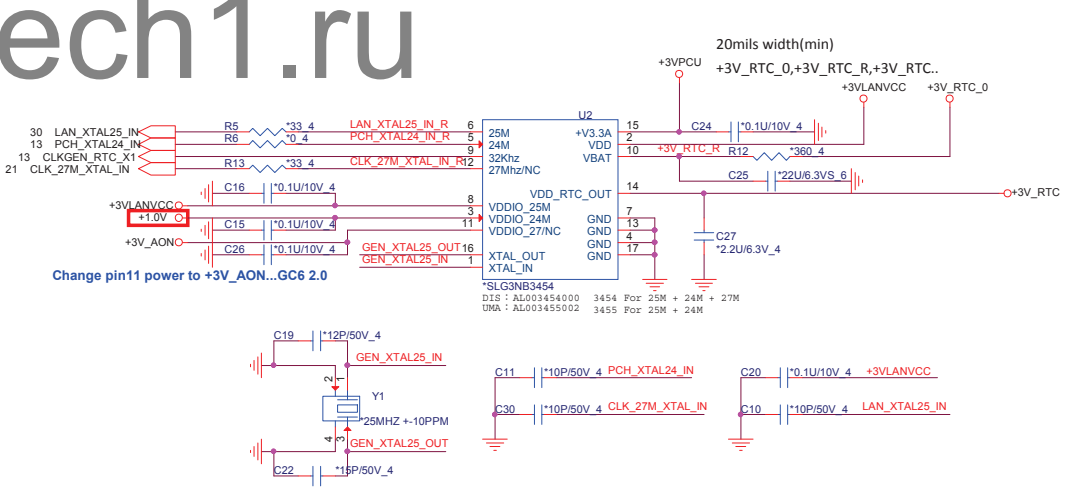 ech1.ru
20mils width(min)
+3VPCU
+3V_RTC_0,+3V_RTC_R,+3V_RTC..
+3VLANVCC
+3V_RTC_0
U2
30 LAN_XTAL25_IN
R5 *33_4 LAN_XTAL25_IN_R 6 25M
13 PCH_XTAL24_IN
R6 *0_4 PCH_XTAL24_IN_R 5 24M
13 CLKGEN_RTC_X1
9 32Khz
21 CLK_27M_XTAL_IN
R13 *33_4 CLK_27M_XTAL_IN_R 12 27Mhz/NC
+V3.3A 15
C24 *0.1U/10V_4
VDD 2
VBAT 10 +3V_RTC_R R12 *360_4
C25 *22U/6.3VS_6
VDD_RTC_OUT 14
+3V_RTC
C16 *0.1U/10V_4
+3VLANVCC
8 VDDIO_25M
+1.0V
3 VDDIO_24M
C15 *0.1U/10V_4
11 VDDIO_27/NC
+3V_AON
C26 *0.1U/10V_4
GND 7
GND 13
GND 4
GND 17
C27
*2.2U/6.3V_4
GEN_XTAL25_OUT 16 XTAL_OUT
GEN_XTAL25_IN 1 XTAL_IN
Change pin11 power to +3V_AON...GC6 2.0
*SLG3NB3454
DIS : AL003454000 3454 For 25M + 24M + 27M
UMA : AL003455002 3455 For 25M + 24M
C19 *12P/50V_4
GEN_XTAL25_IN
2 1
Y1
*25MHZ +-10PPM
4 3
GEN_XTAL25_OUT
C22 *15P/50V_4
C11 *10P/50V_4 PCH_XTAL24_IN
C30 *10P/50V_4 CLK_27M_XTAL_IN
C20 *0.1U/10V_4 +3VLANVCC
C10 *10P/50V_4 LAN_XTAL25_IN